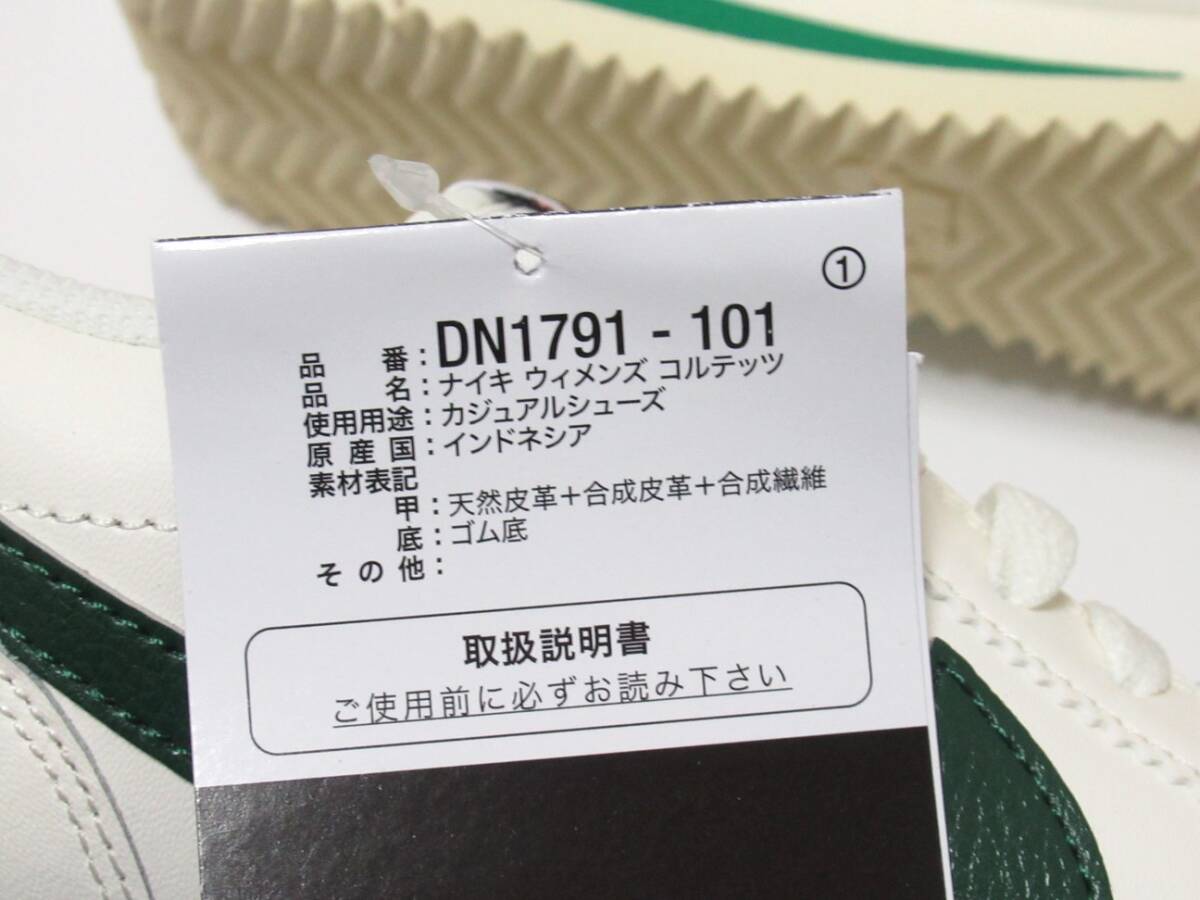 ①
品 番：DN1791 - 101
品 名：ナイキ ウィメンズ コルテッツ
使用用途：カジュアルシューズ
原 産 国：インドネシア
素材表記
甲：天然皮革＋合成皮革＋合成繊維
底：ゴム底
そ の 他：
取扱説明書
ご使用前に必ずお読み下さい